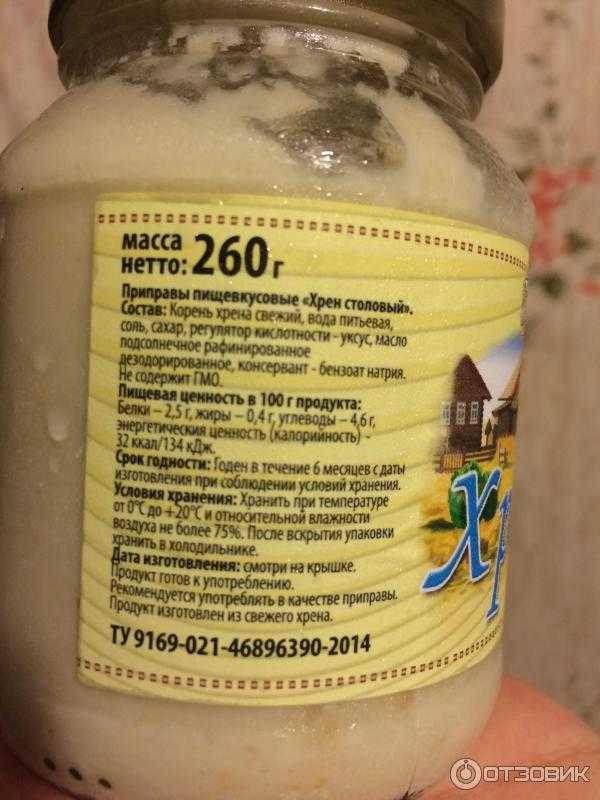 масса
нетто: 260 г
Приправы пищевкусовые «Хрен столовый».
Состав: Корень хрена свежий, вода питьевая,
соль, сахар, регулятор кислотности - уксус, масло
подсолнечное рафинированное
дезодорированное, консервант - бензоат натрия.
Не содержит ГМО.
Пищевая ценность в 100 г продукта:
Белки – 2,5 г, жиры – 0,4 г, углеводы – 4,6 г,
энергетическая ценность (калорийность) -
32 ккал/134 кДж.
Срок годности: Годен в течение 6 месяцев с даты
изготовления при соблюдении условий хранения.
Условия хранения: Хранить при температуре
от 0°C до +20°C и относительной влажности
воздуха не более 75%. После вскрытия упаковки
хранить в холодильнике.
Дата изготовления: смотри на крышке.
Продукт готов к употреблению.
Рекомендуется употреблять в качестве приправы.
Продукт изготовлен из свежего хрена.
ТУ 9169-021-46896390-2014
Хр
ОТЗОВИК